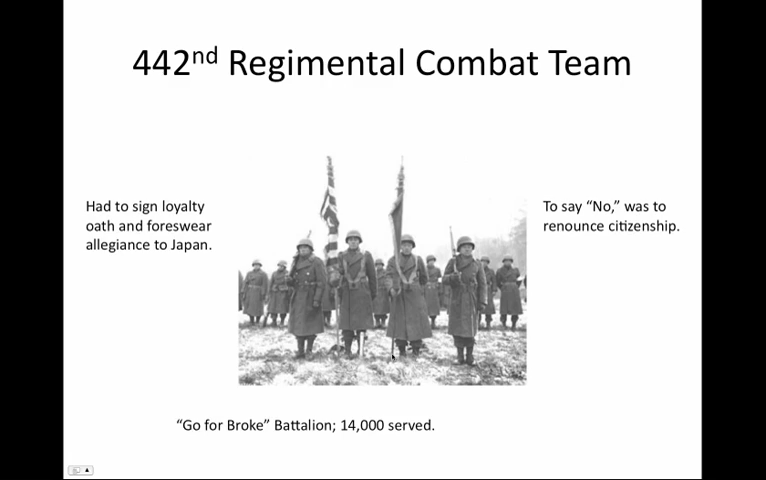 442nd Regimental Combat Team
Had to sign loyalty
oath and foreswear
allegiance to Japan.
To say “No,” was to
renounce citizenship.
“Go for Broke” Battalion; 14,000 served.